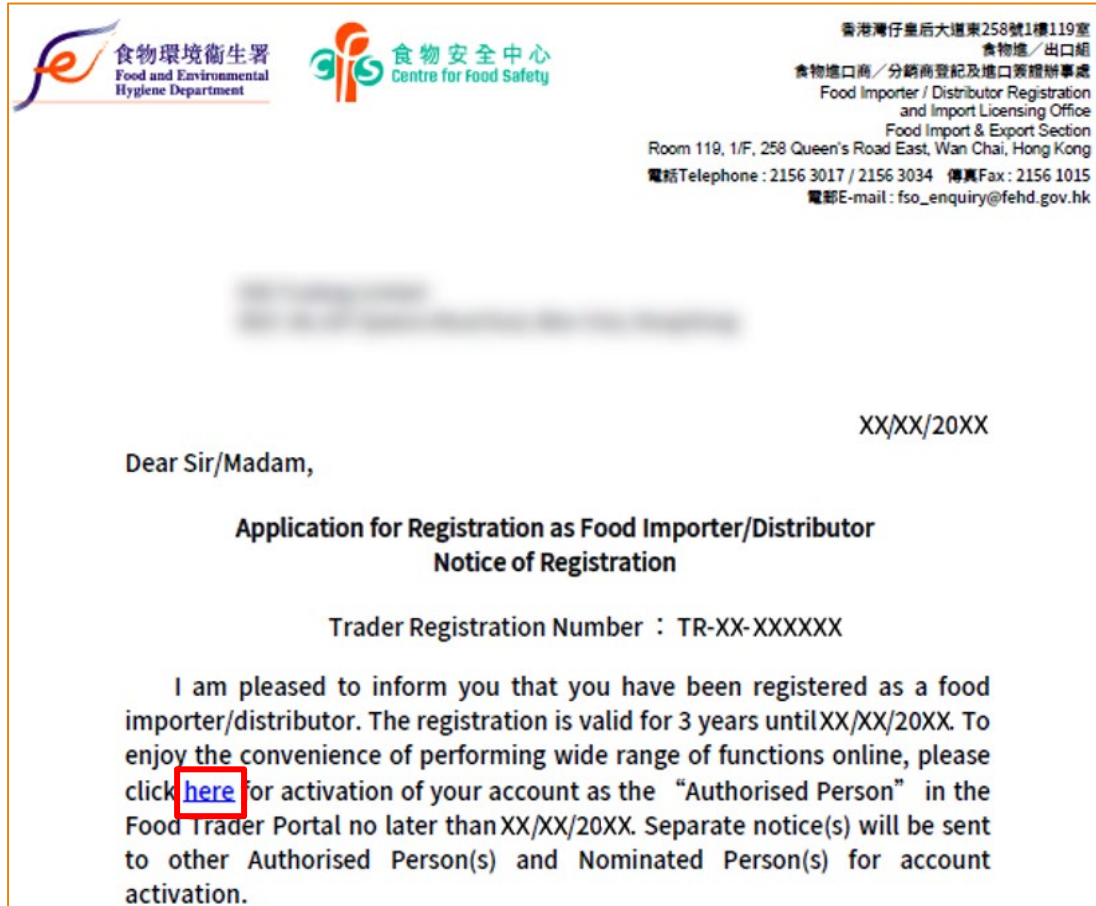 食物環境衞生署
Food and Environmental
Hygiene Department
食物安全中心
Centre for Food Safety
香港灣仔皇后大道東258號1樓119室
食物進／出口組
食物進口商／分銷商登記及進口簽證辦事處
Food Importer / Distributor Registration
and Import Licensing Office
Food Import & Export Section
Room 119, 1/F, 258 Queen's Road East, Wan Chai, Hong Kong
電話Telephone : 2156 3017 / 2156 3034 傳真Fax : 2156 1015
電郵E-mail : fso_enquiry@fehd.gov.hk
XX/XX/20XX
Dear Sir/Madam,
Application for Registration as Food Importer/Distributor
Notice of Registration
Trader Registration Number : TR-XX-XXXXXX
I am pleased to inform you that you have been registered as a food
importer/distributor. The registration is valid for 3 years until XX/XX/20XX. To
enjoy the convenience of performing wide range of functions online, please
click here for activation of your account as the “Authorised Person” in the
Food Trader Portal no later than XX/XX/20XX. Separate notice(s) will be sent
to other Authorised Person(s) and Nominated Person(s) for account
activation.